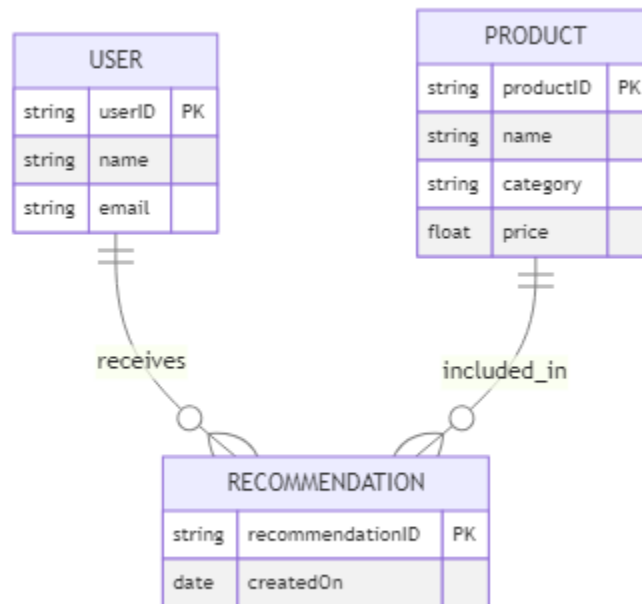 USER
string userID PK
string name
string email
PRODUCT
string productID PK
string name
string category
float price
receives
included_in
RECOMMENDATION
string recommendationID PK
date createdOn